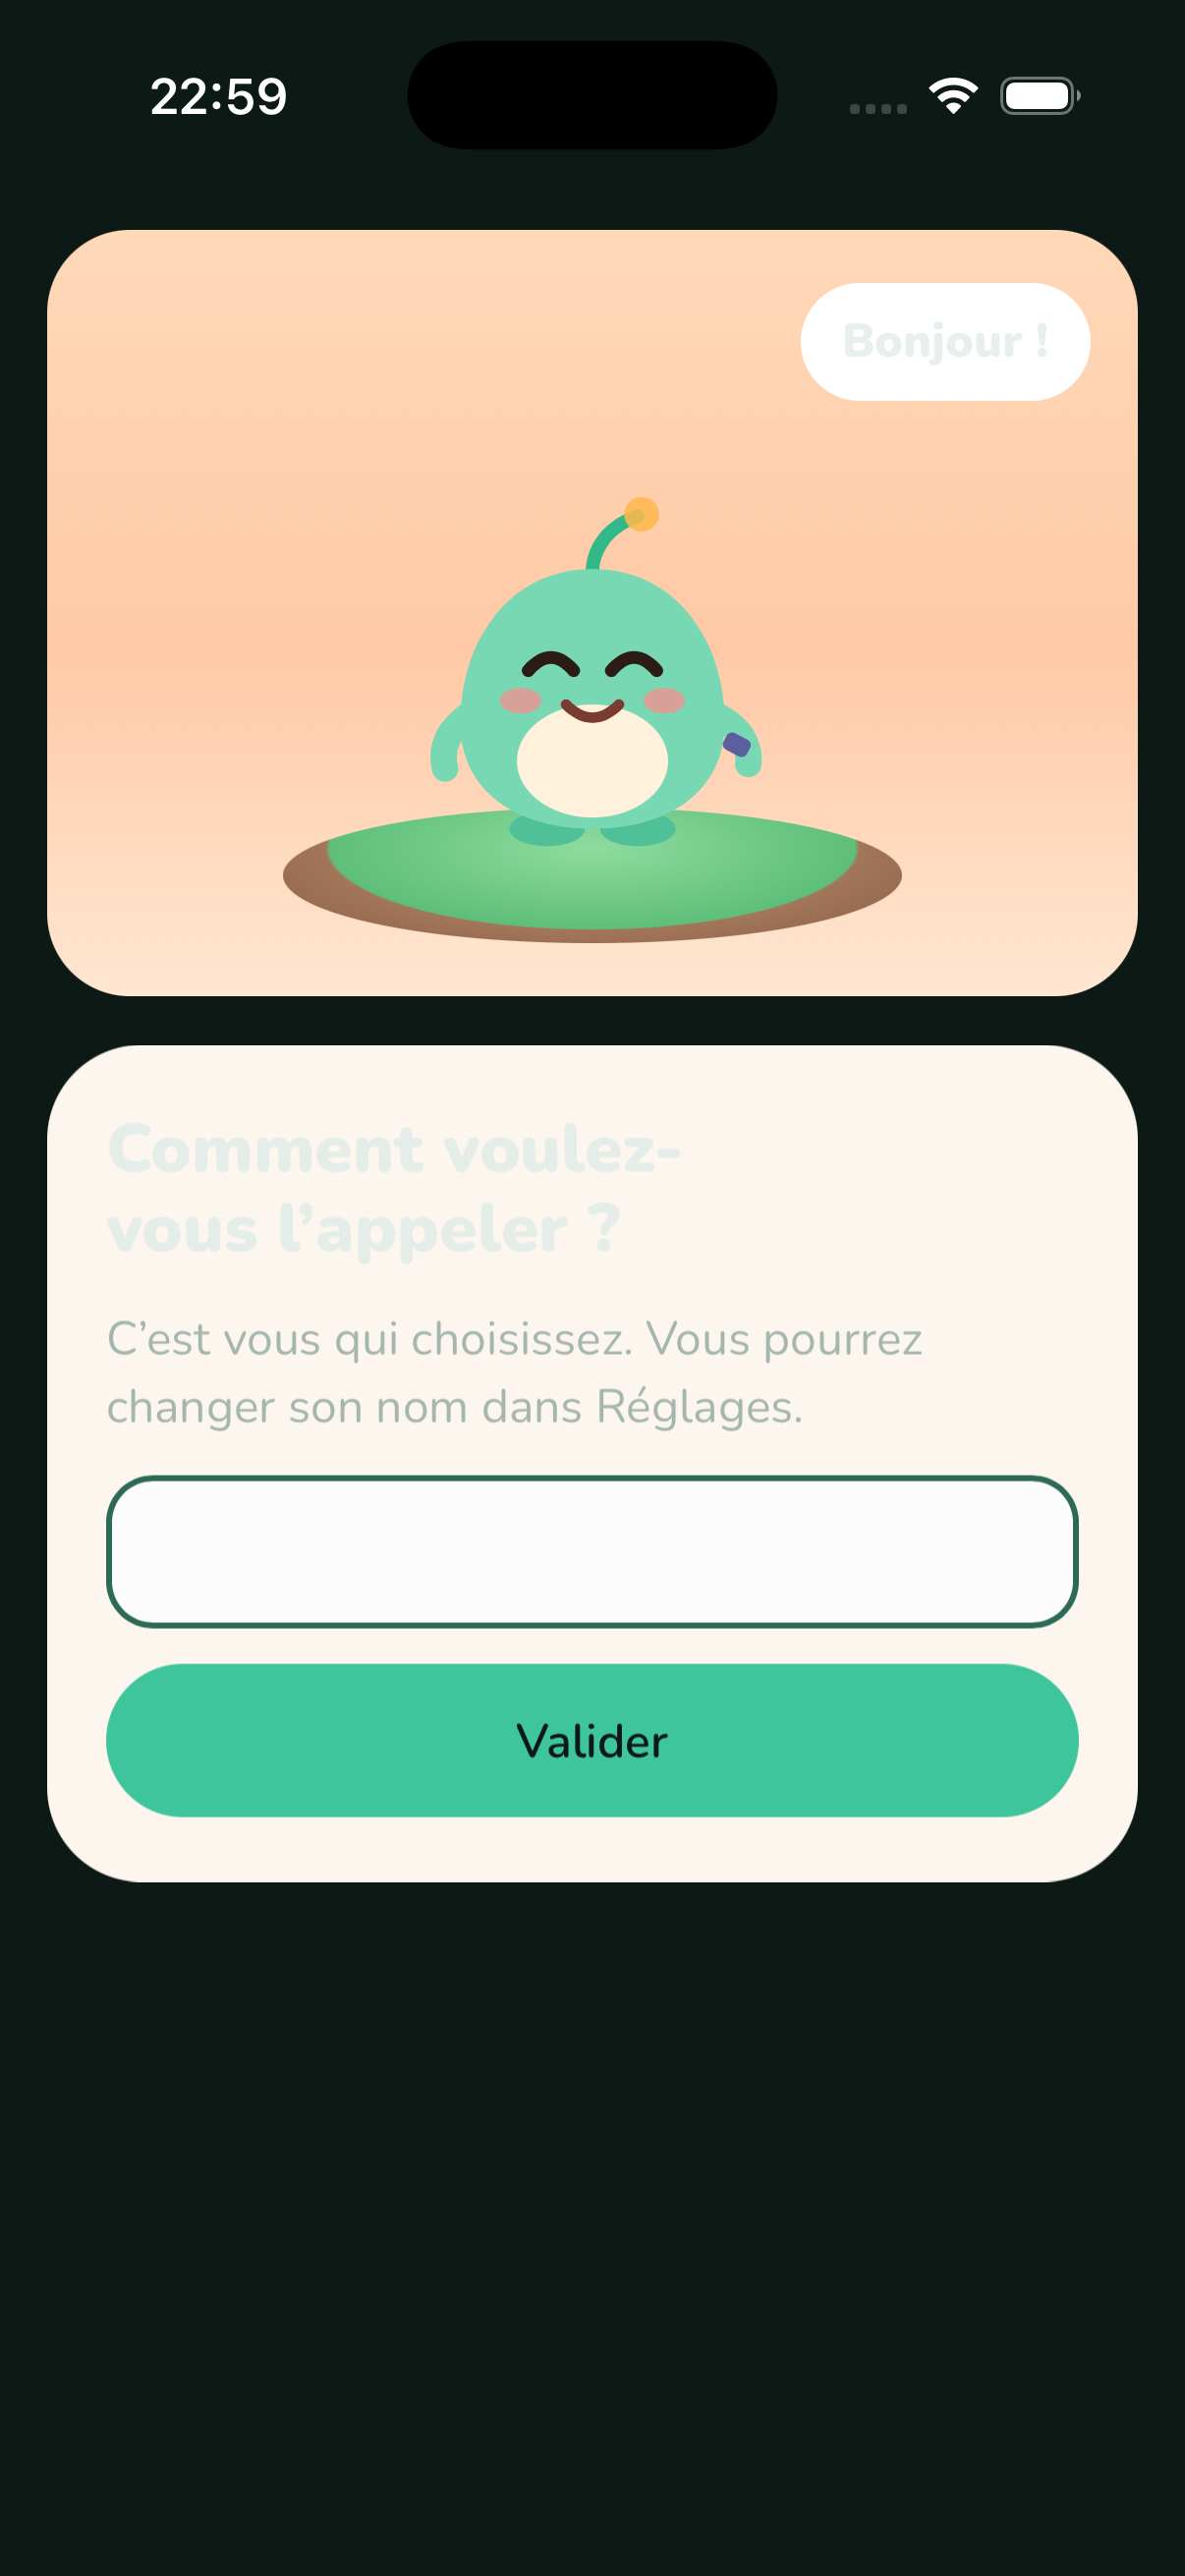 22:59
Bonjour !
Comment voulez-
vous l’appeler ?
C’est vous qui choisissez. Vous pourrez
changer son nom dans Réglages.
Valider